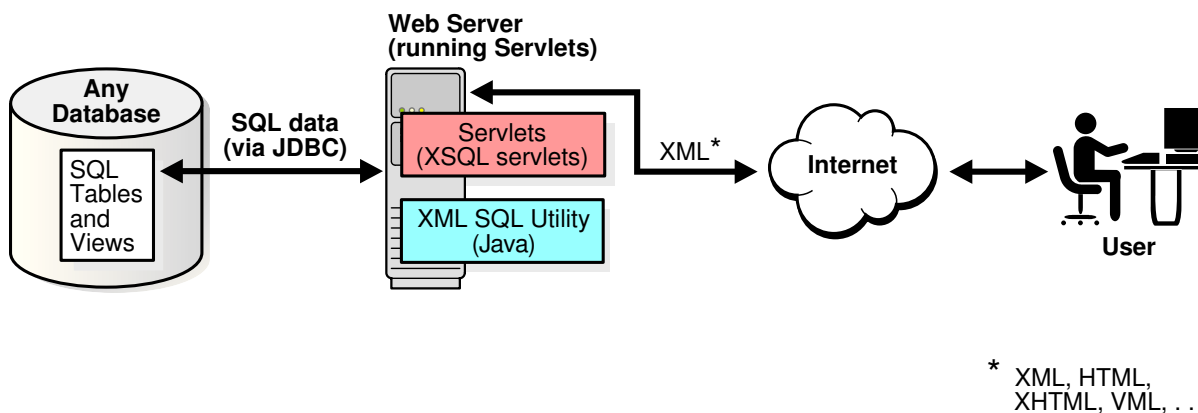 Web Server
(running Servlets)
Any
Database
SQL data
(via JDBC)
SQL
Tables
and
Views
Servlets
(XSQL servlets)
XML SQL Utility
(Java)
XML*
Internet
User
* XML, HTML,
XHTML, VML, . .